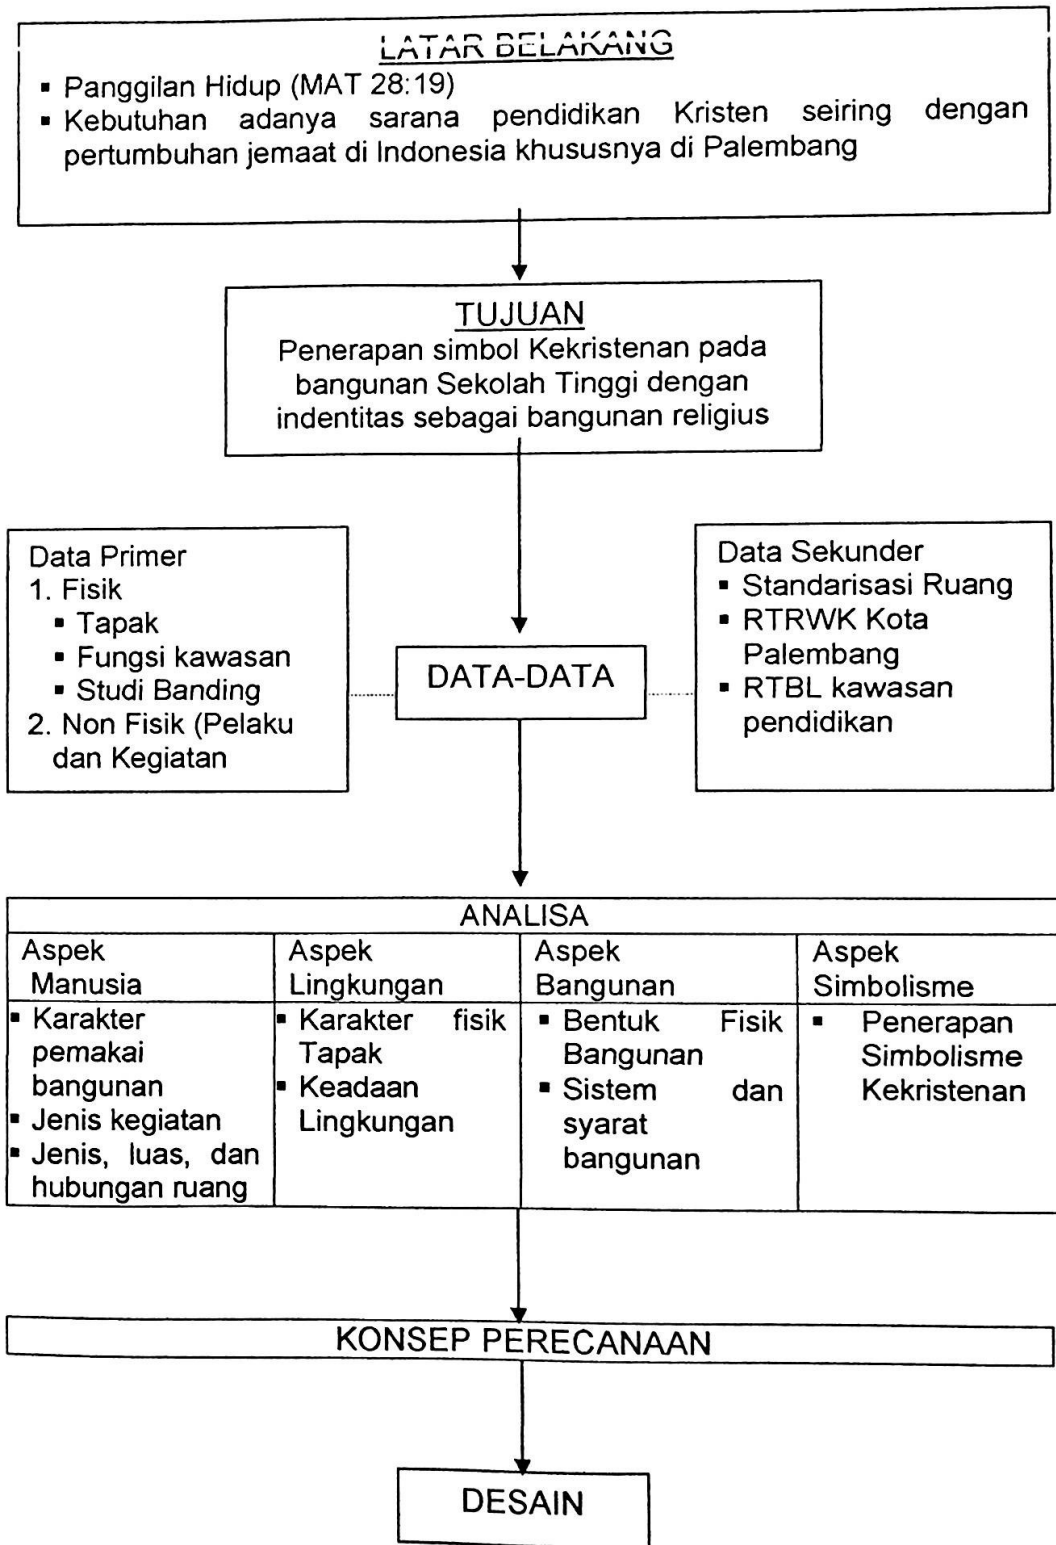 LATAR BELAKANG
▪ Panggilan Hidup (MAT 28:19)
▪ Kebutuhan adanya sarana pendidikan Kristen seiring dengan
pertumbuhan jemaat di Indonesia khususnya di Palembang
TUJUAN
Penerapan simbol Kekristenan pada
bangunan Sekolah Tinggi dengan
indentitas sebagai bangunan religius
Data Primer
1. Fisik
▪ Tapak
▪ Fungsi kawasan
▪ Studi Banding
2. Non Fisik (Pelaku
dan Kegiatan
DATA-DATA
Data Sekunder
▪ Standarisasi Ruang
▪ RTRWK Kota
Palembang
▪ RTBL kawasan
pendidikan
ANALISA
Aspek
Manusia
▪ Karakter
pemakai
bangunan
▪ Jenis kegiatan
▪ Jenis, luas, dan
hubungan ruang
Aspek
Lingkungan
▪ Karakter fisik
Tapak
▪ Keadaan
Lingkungan
Aspek
Bangunan
▪ Bentuk Fisik
Bangunan
▪ Sistem dan
syarat
bangunan
Aspek
Simbolisme
▪ Penerapan
Simbolisme
Kekristenan
KONSEP PERECANAAN
DESAIN